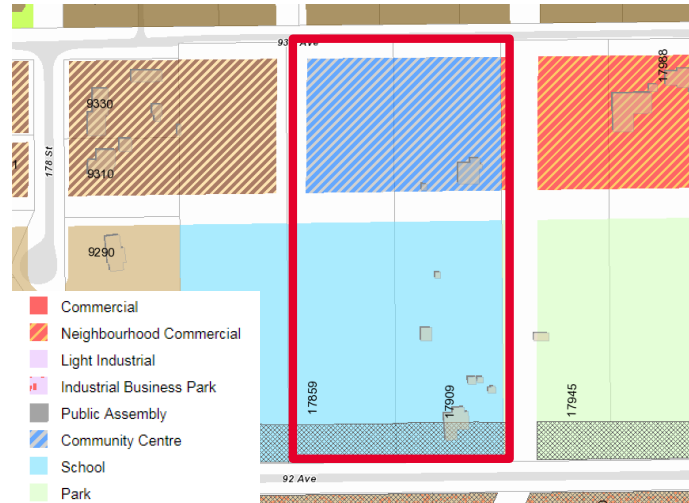 93 Ave
17988
9330
178 St
9310
9290
Commercial
Neighbourhood Commercial
Light Industrial
Industrial Business Park
Public Assembly
Community Centre
School
Park
17859
17909
17945
92 Ave